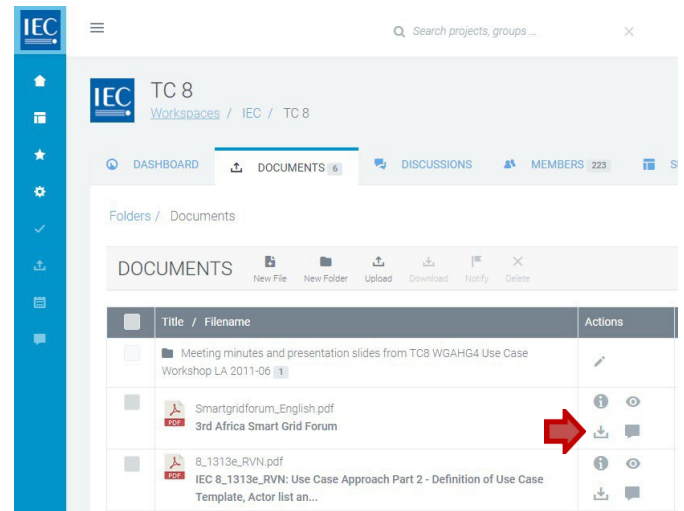 IEC
Search projects, groups ...
IEC
TC 8
Workspaces / IEC / TC 8
DASHBOARD
DOCUMENTS 6
DISCUSSIONS
MEMBERS 223
Folders / Documents
DOCUMENTS
New File
New Folder
Upload
Download
Notify
Delete
Title / Filename
Actions
Meeting minutes and presentation slides from TC8 WGAHG4 Use Case
Workshop LA 2011-06 1
PDF
Smartgridforum_English.pdf
3rd Africa Smart Grid Forum
PDF
8_1313e_RVN.pdf
IEC 8_1313e_RVN: Use Case Approach Part 2 - Definition of Use Case
Template, Actor list an...